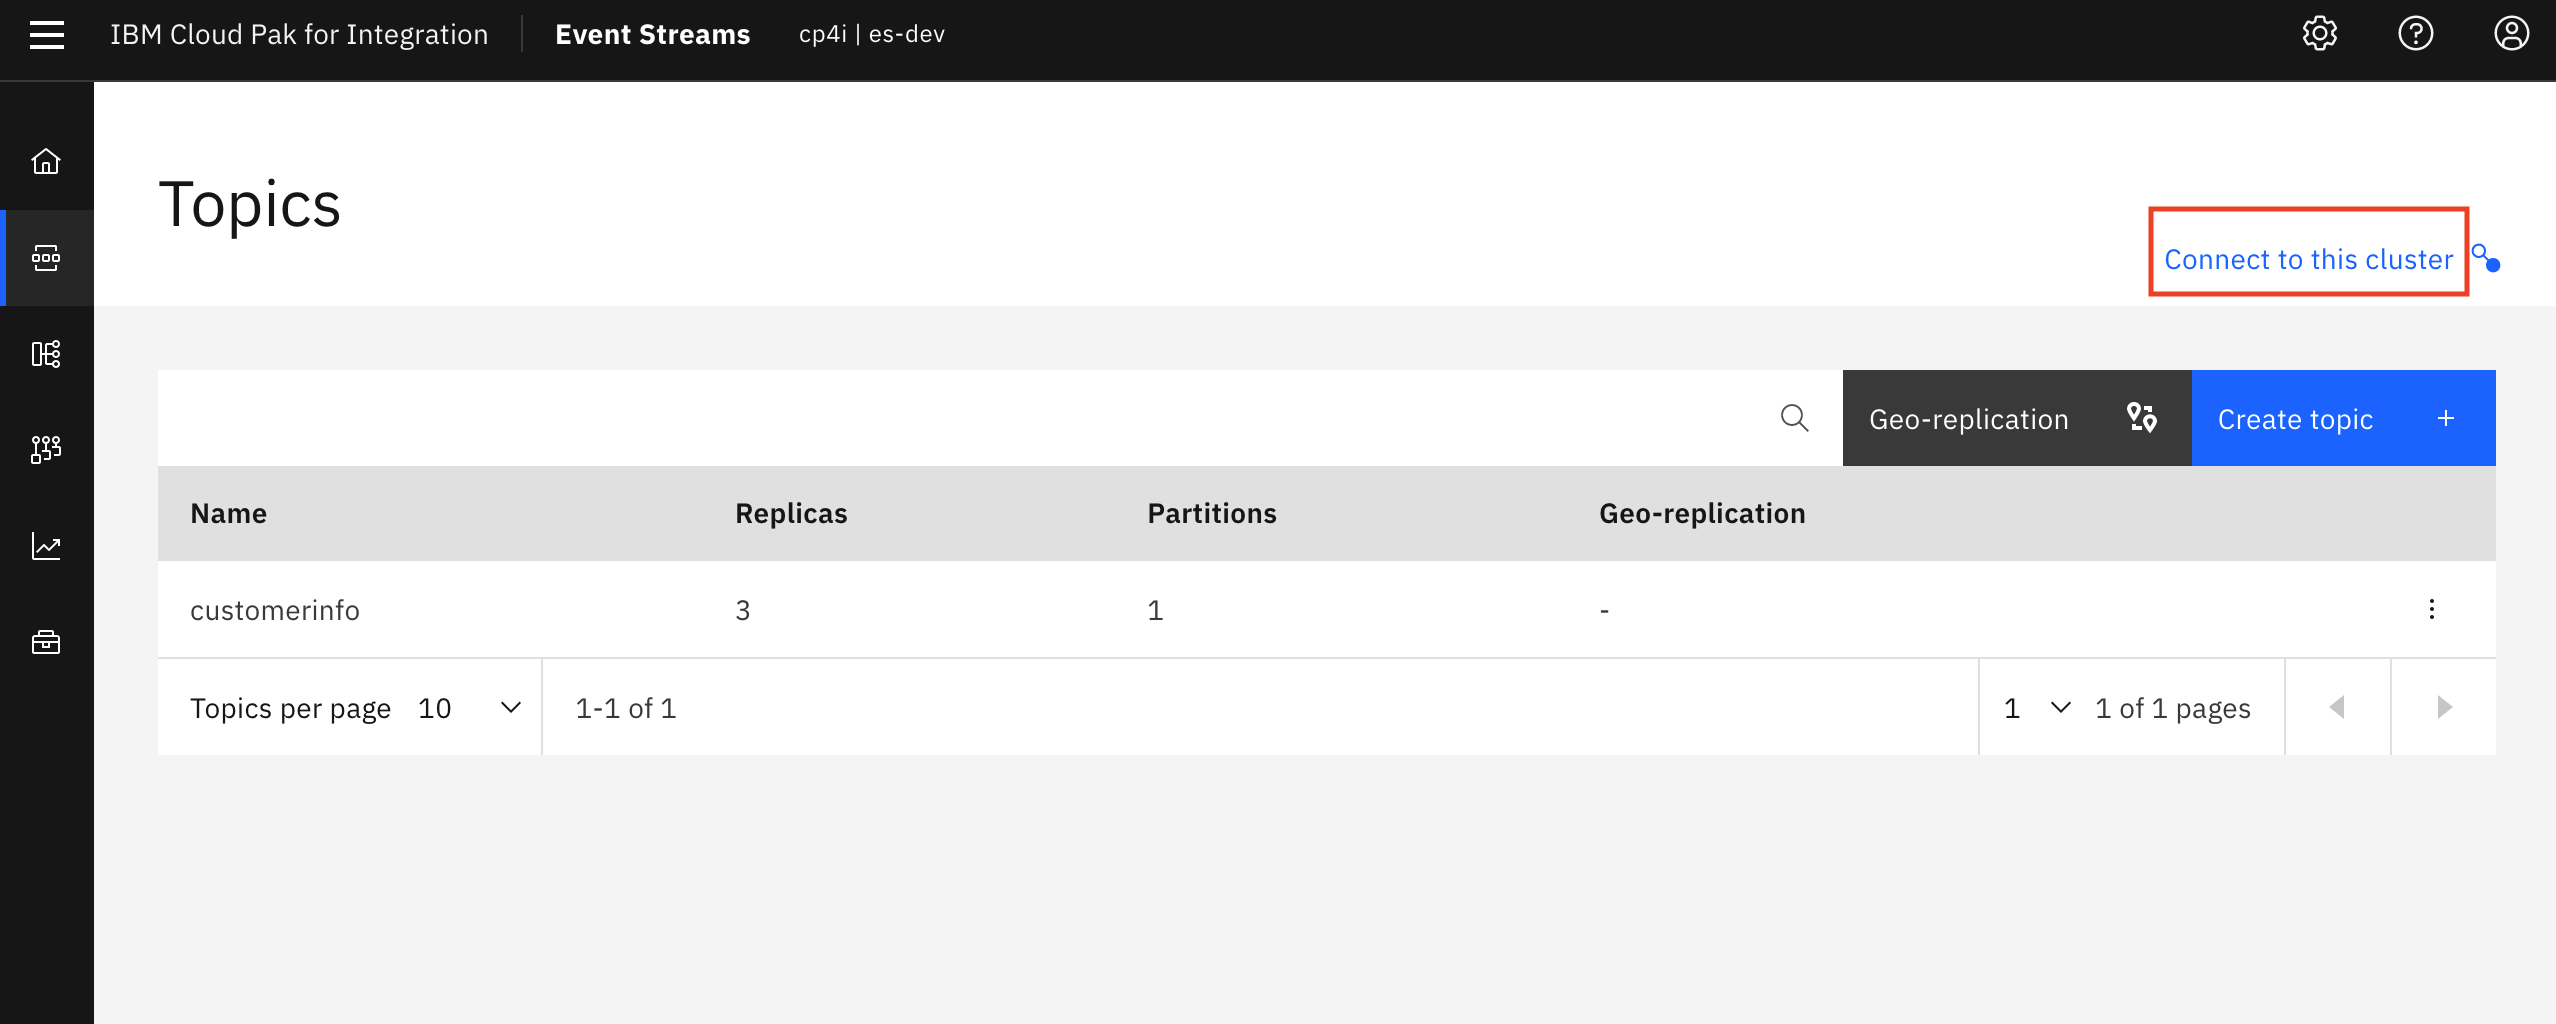 IBM Cloud Pak for Integration Event Streams cp4i | es-dev
Topics
Connect to this cluster
Geo-replication Create topic +
Name Replicas Partitions Geo-replication
customerinfo 3 1 -
Topics per page 10 1-1 of 1 1 1 of 1 pages